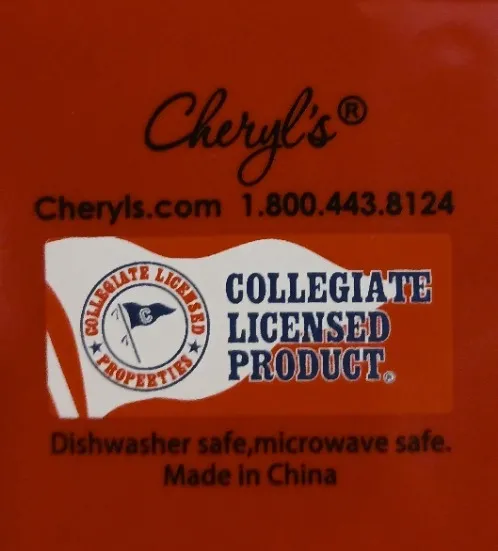 Cheryl's®
Cheryls.com 1.800.443.8124
COLLEGIATE LICENSED
PROPERTIES
C
COLLEGIATE
LICENSED
PRODUCT®
Dishwasher safe,microwave safe.
Made in China